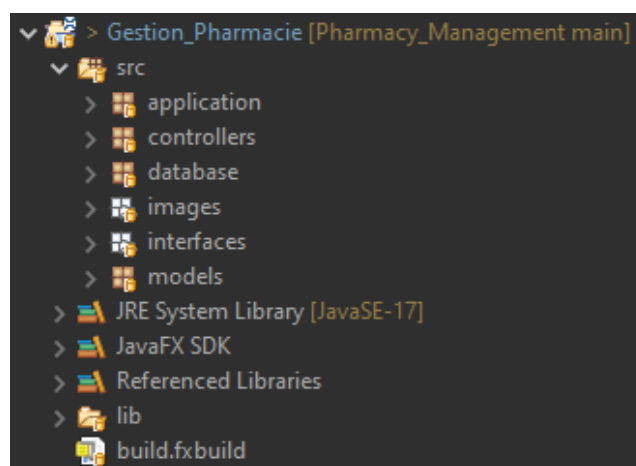 > Gestion_Pharmacie [Pharmacy_Management main]
src
application
controllers
database
images
interfaces
models
JRE System Library [JavaSE-17]
JavaFX SDK
Referenced Libraries
lib
build.fxbuild